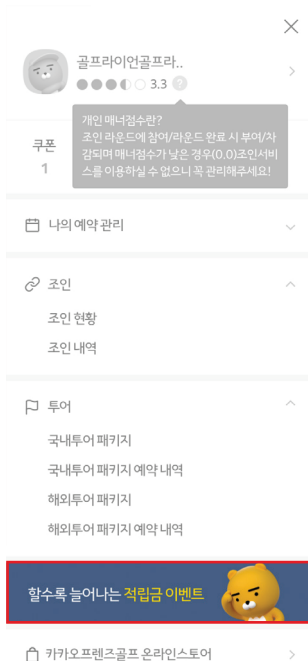 골프라이언골프라..
3.3 ?
개인 매너점수란?
조인 라운드에 참여/라운드 완료 시 부여/차
감되며 매너점수가 낮은 경우(0.0)조인서비
스를 이용하실 수 없으니 꼭 관리해주세요!
쿠폰
1
나의 예약 관리
조인
조인 현황
조인 내역
투어
국내투어 패키지
국내투어 패키지 예약 내역
해외투어 패키지
해외투어 패키지 예약 내역
할수록 늘어나는 적립금 이벤트
카카오프렌즈골프 온라인스토어